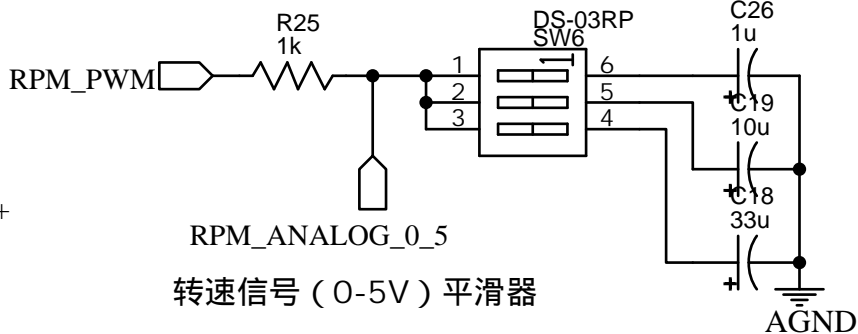 C26
1u
DS-03RP
SW6
R25
1k
RPM_PWM
1
2
3
6
5
4
C19
10u
C18
33u
RPM_ANALOG_0_5
转速信号（0-5V）平滑器
AGND